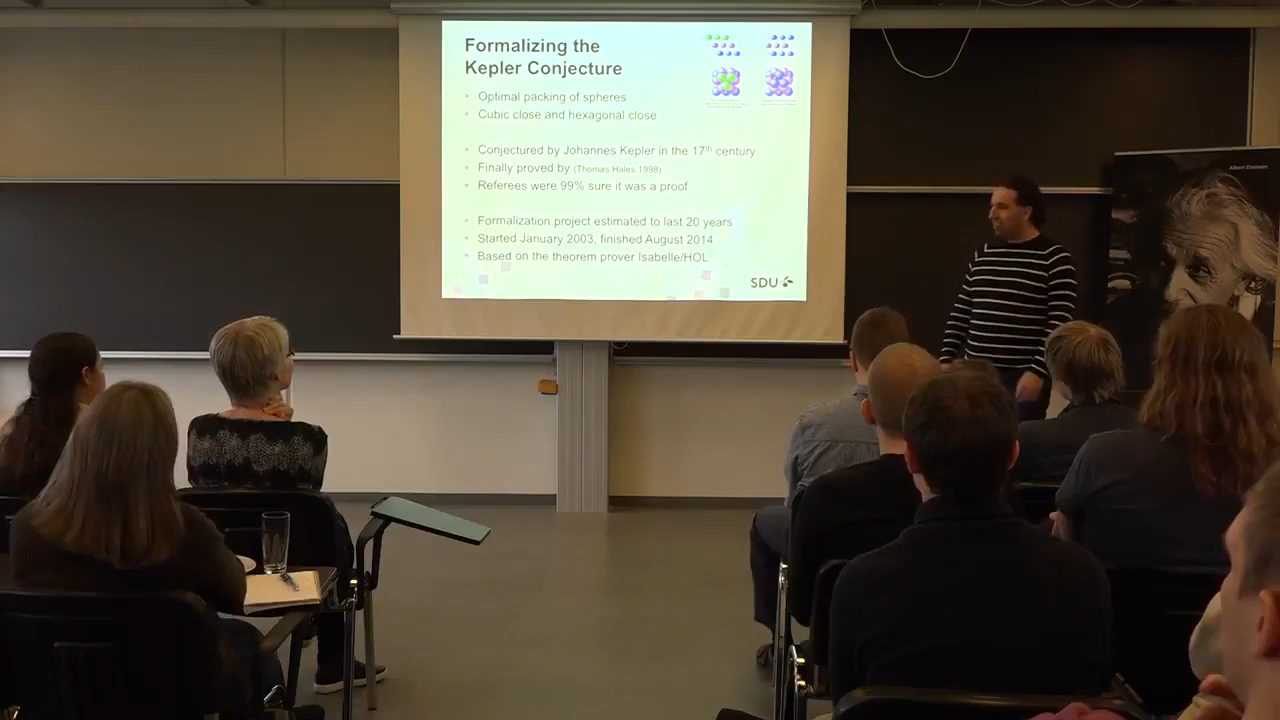 Formalizing the
Kepler Conjecture
Optimal packing of spheres
Cubic close and hexagonal close
Conjectured by Johannes Kepler in the 17th century
Finally proved by (Thomas Hales 1998)
Referees were 99% sure it was a proof
Formalization project estimated to last 20 years
Started January 2003, finished August 2014
Based on the theorem prover Isabelle/HOL
SDU
Albert Einstein